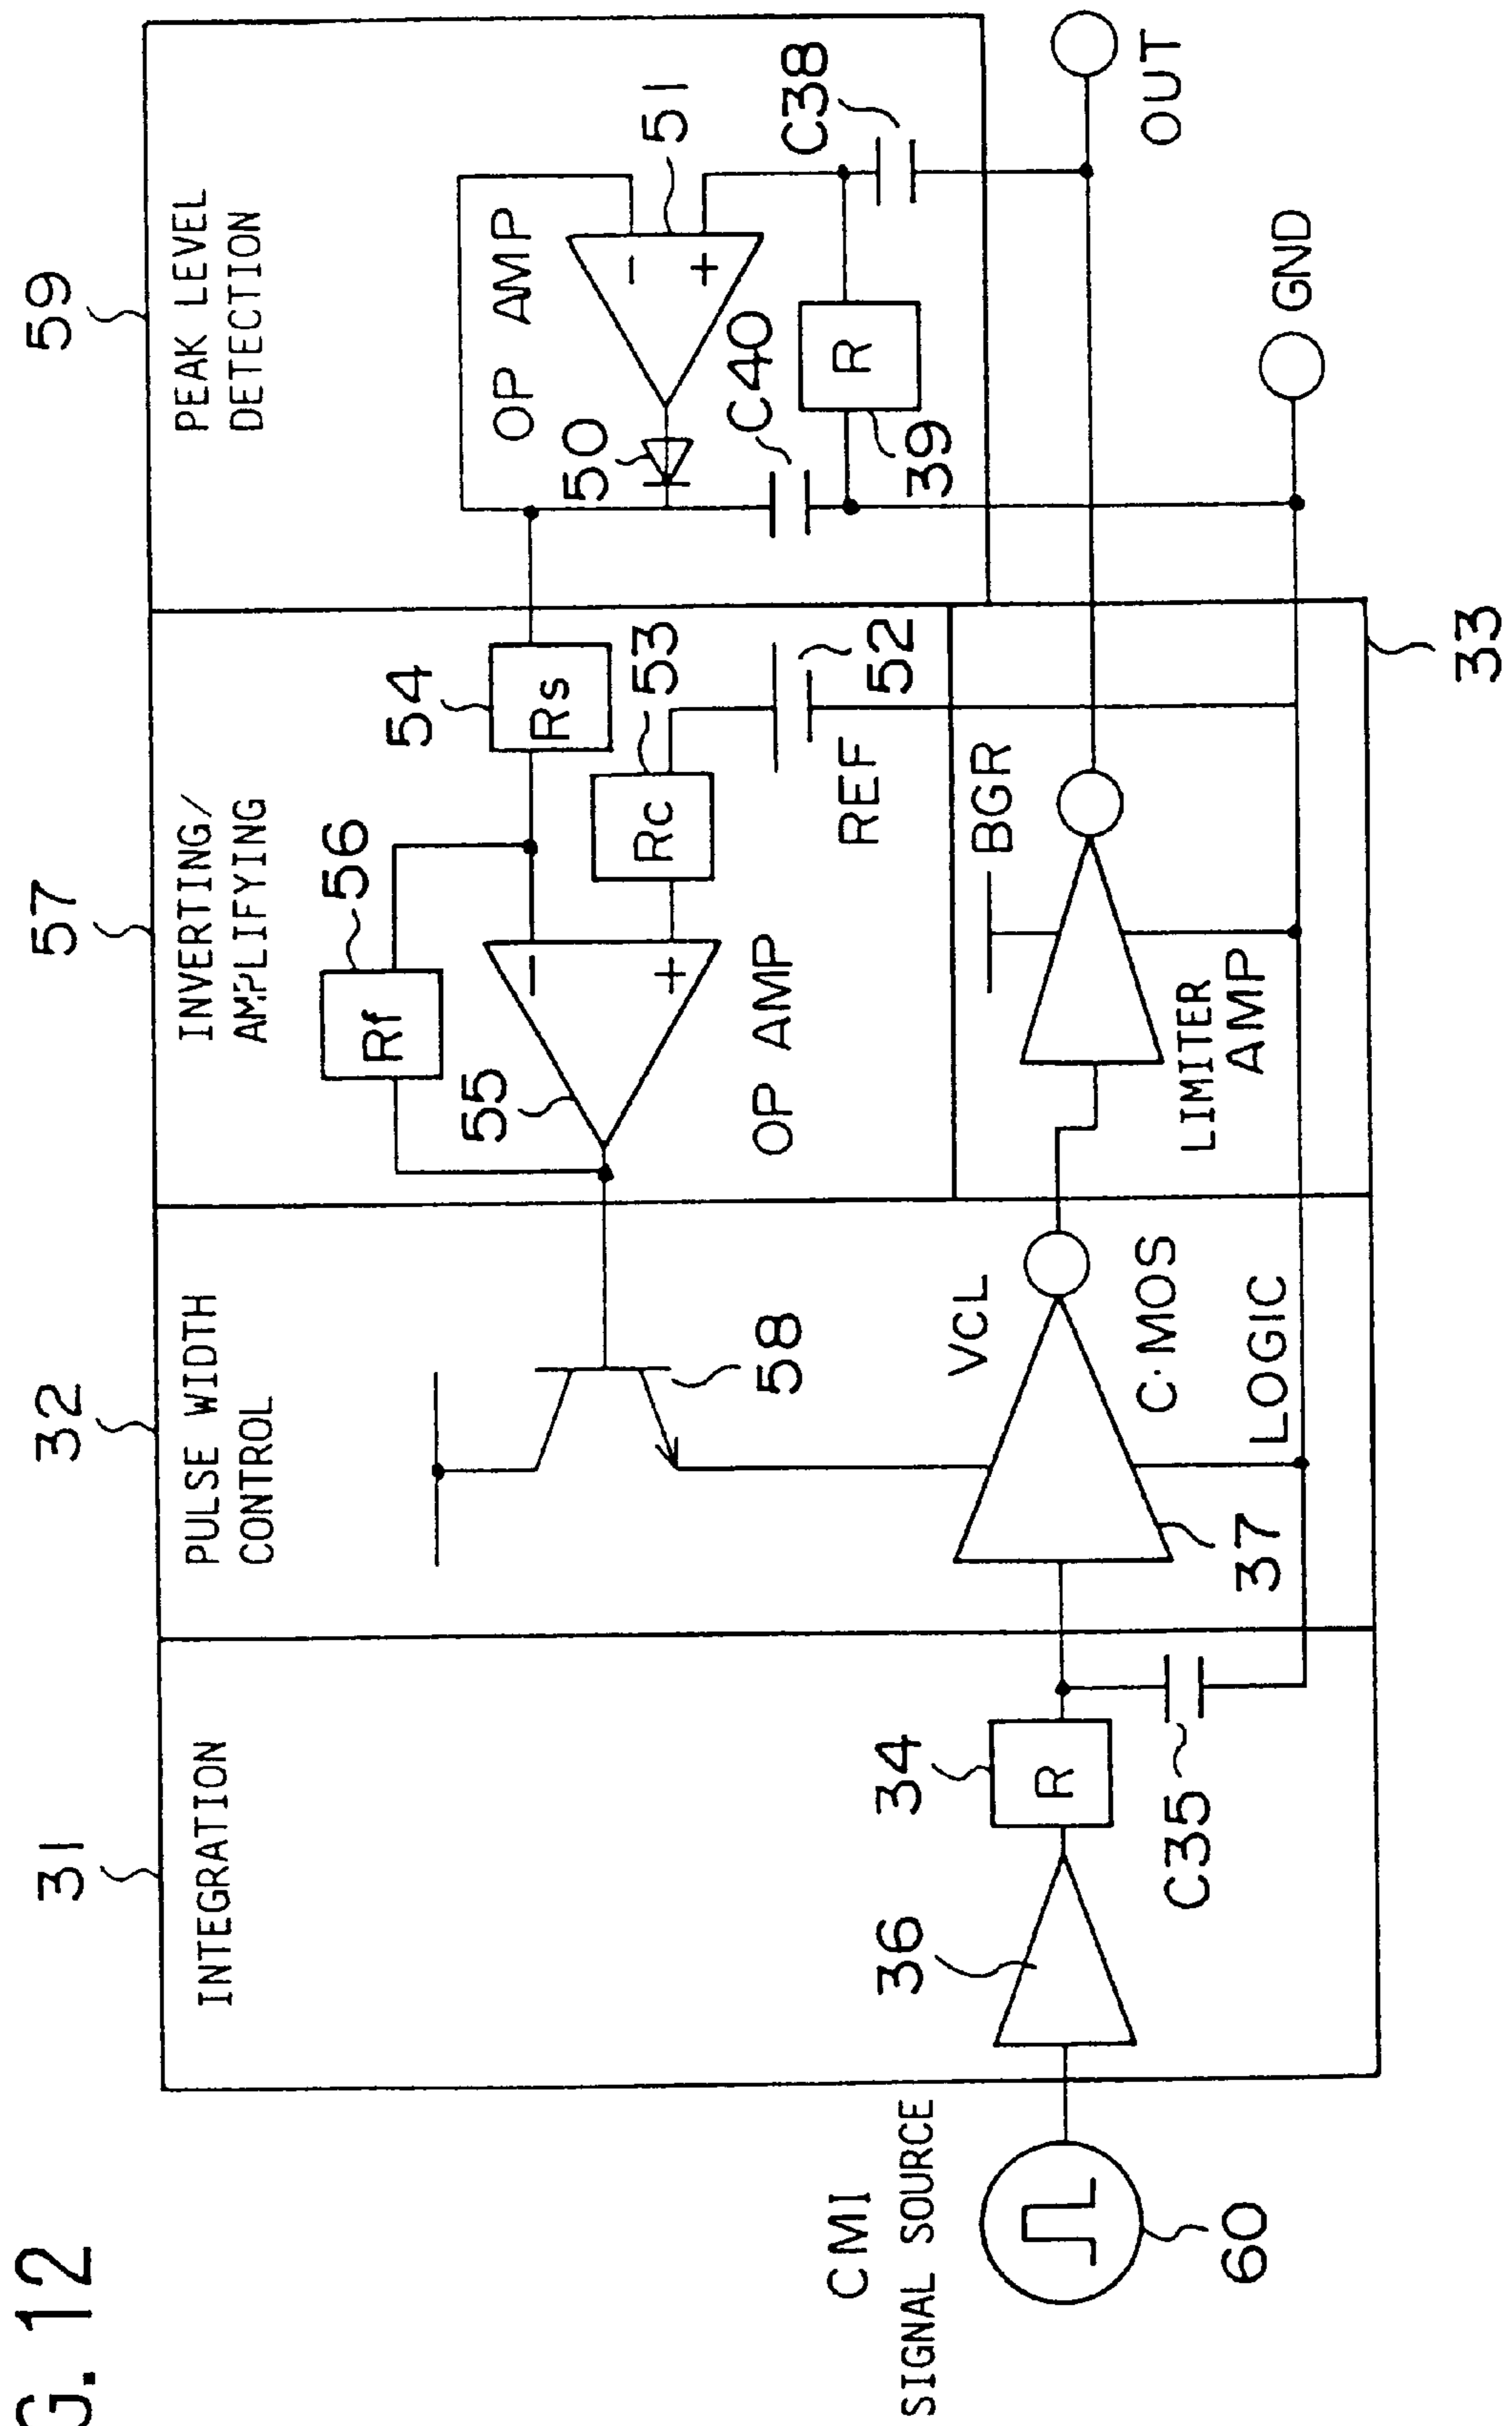 G. 12
31
32
57
59
INTEGRATION
PULSE WIDTH
CONTROL
INVERTING/
AMPLIFYING
PEAK LEVEL
DETECTION
56
Rf
54
Rs
55
Rc
53
OP AMP
REF
52
OP AMP
50
51
C40
R
39
C38
58
VCL
C·MOS
LOGIC
37
BGR
LIMITER
AMP
33
OUT
GND
CMI
SIGNAL SOURCE
60
36
34
R
C35
−
+
−
+